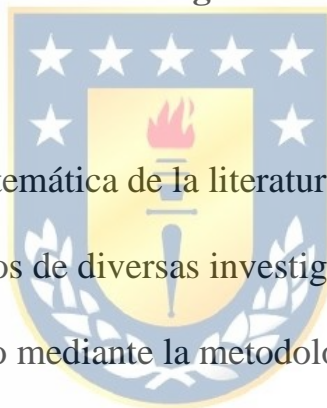 temática de la literatur
os de diversas investig
o mediante la metodolo